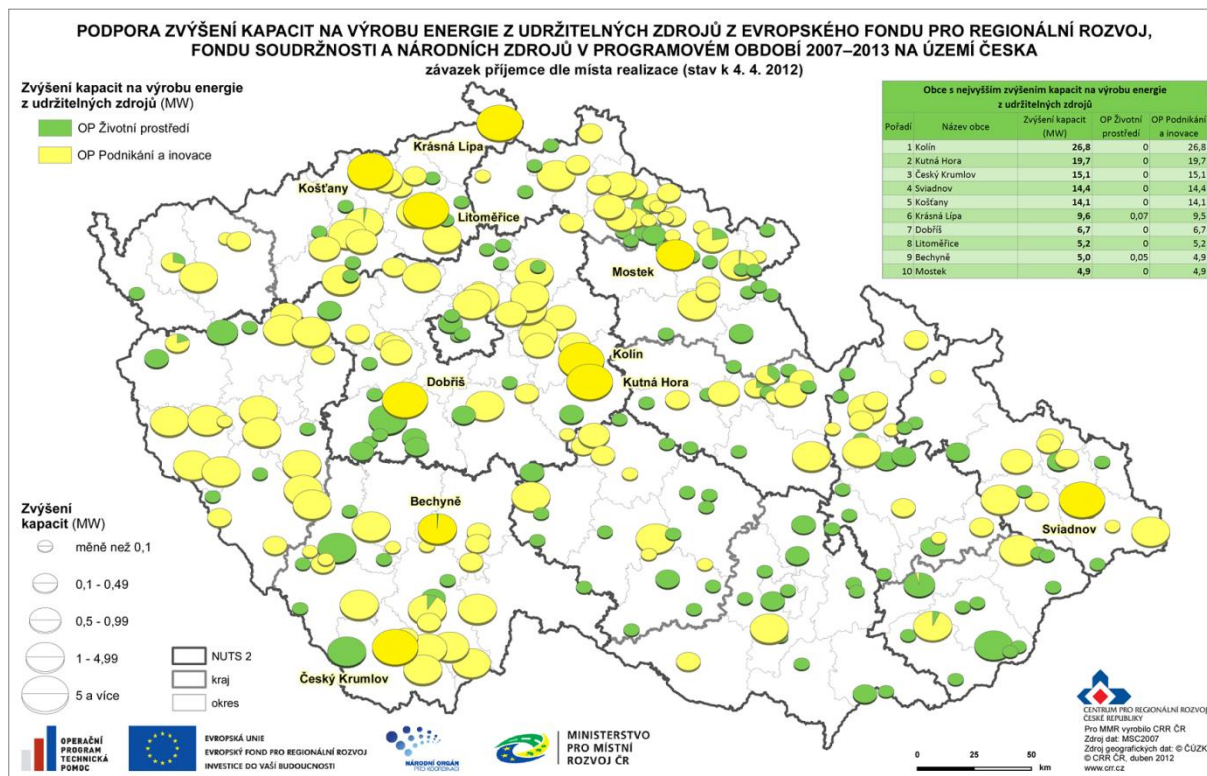 PODPORA ZVÝŠENÍ KAPACIT NA VÝROBU ENERGIE Z UDRŽITELNÝCH ZDROJŮ Z EVROPSKÉHO FONDU PRO REGIONÁLNÍ ROZVOJ,
FONDU SOUDRŽNOSTI A NÁRODNÍCH ZDROJŮ V PROGRAMOVÉM OBDOBÍ 2007–2013 NA ÚZEMÍ ČESKA
závazek příjemce dle místa realizace (stav k 4. 4. 2012)
Zvýšení kapacit na výrobu energie
z udržitelných zdrojů (MW)
OP Životní prostředí
OP Podnikání a inovace
Obce s nejvyšším zvýšením kapacit na výrobu energie
z udržitelných zdrojů
Pořadí Název obce Zvýšení kapacit (MW) OP Životní prostředí OP Podnikání a inovace
1 Kolín 26,8 0 26,8
2 Kutná Hora 19,7 0 19,7
3 Český Krumlov 15,1 0 15,1
4 Sviadnov 14,4 0 14,4
5 Košťany 14,1 0 14,1
6 Krásná Lípa 9,6 0,07 9,5
7 Dobříš 6,7 0 6,7
8 Litoměřice 5,2 0 5,2
9 Bechyně 5,0 0,05 4,9
10 Mostek 4,9 0 4,9
Krásná Lípa
Košťany
Litoměřice
Mostek
Kolín
Dobříš
Kutná Hora
Bechyně
Sviadnov
Český Krumlov
Zvýšení
kapacit (MW)
méně než 0,1
0,1 - 0,49
0,5 - 0,99
1 - 4,99
5 a více
NUTS 2
kraj
okres
OPERAČNÍ
PROGRAM
TECHNICKÁ
POMOC
EVROPSKÁ UNIE
EVROPSKÝ FOND PRO REGIONÁLNÍ ROZVOJ
INVESTICE DO VAŠÍ BUDOUCNOSTI
NÁRODNÍ ORGÁN
PRO KOORDINACI
MINISTERSTVO
PRO MÍSTNÍ
ROZVOJ ČR
0 25 50
km
CENTRUM PRO REGIONÁLNÍ ROZVOJ
ČESKÉ REPUBLIKY
Pro MMR vyrobilo CRR ČR
Zdroj dat: MSC2007
Zdroj geografických dat: © ČÚZK
© CRR ČR, duben 2012
www.crr.cz